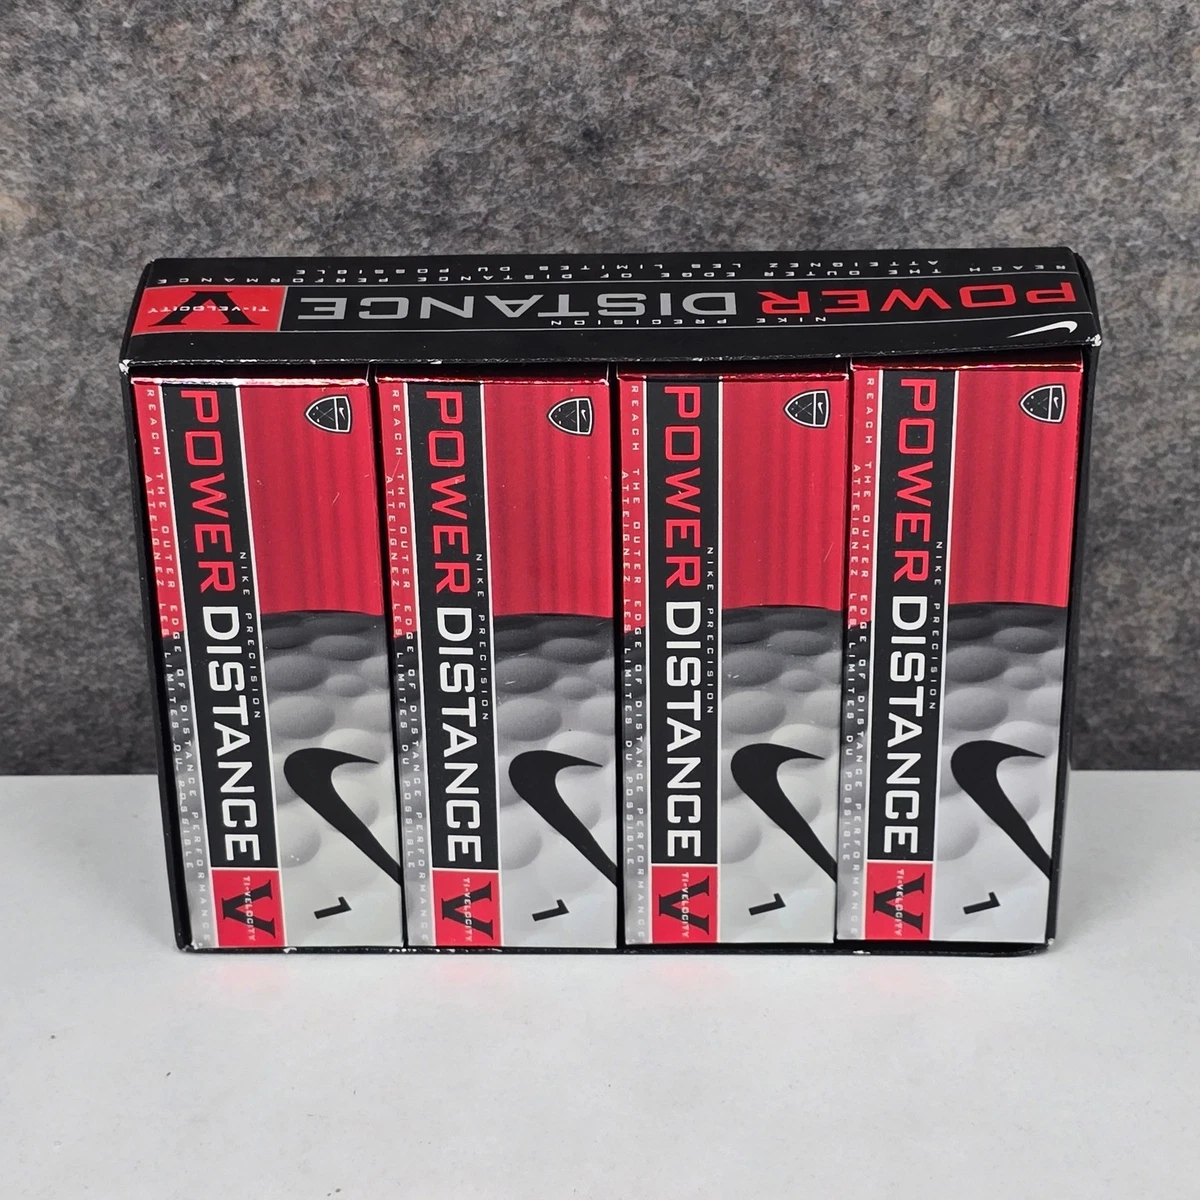 REACH THE OUTER EDGE OF DISTANCE PERFORMANCE
ATTEIGNEZ LES LIMITES DU POSSIBLE
POWER DISTANCE
NIKE PRECISION
V
TI-VELOCITY
POWER DISTANCE
NIKE PRECISION
REACH THE OUTER EDGE OF DISTANCE PERFORMANCE
ATTEIGNEZ LES LIMITES DU POSSIBLE
V
TI-VELOCITY
1
POWER DISTANCE
NIKE PRECISION
REACH THE OUTER EDGE OF DISTANCE PERFORMANCE
ATTEIGNEZ LES LIMITES DU POSSIBLE
V
TI-VELOCITY
1
POWER DISTANCE
NIKE PRECISION
REACH THE OUTER EDGE OF DISTANCE PERFORMANCE
ATTEIGNEZ LES LIMITES DU POSSIBLE
V
TI-VELOCITY
1
POWER DISTANCE
NIKE PRECISION
REACH THE OUTER EDGE OF DISTANCE PERFORMANCE
ATTEIGNEZ LES LIMITES DU POSSIBLE
V
TI-VELOCITY
1